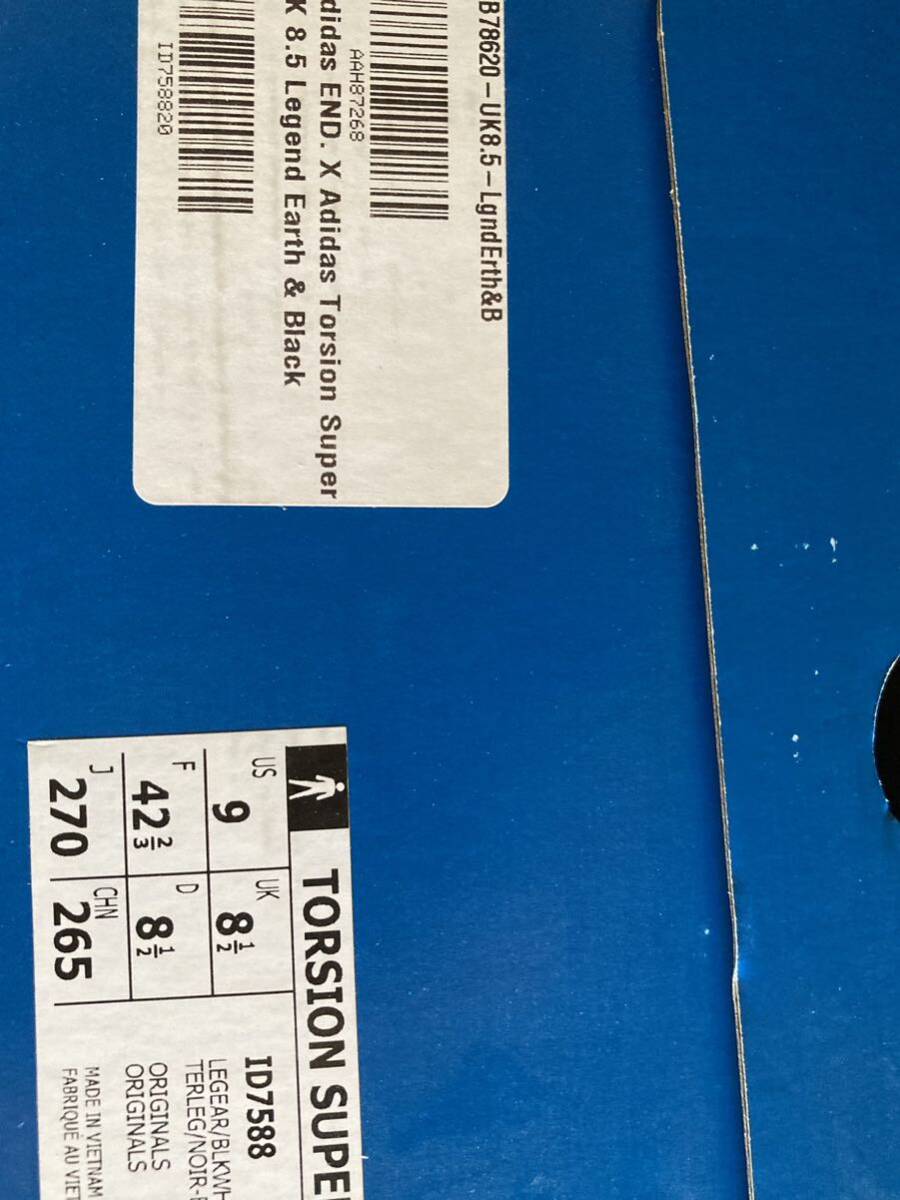 B78620-UK8.5-LgndErth&B
AAH87268
didas END. X Adidas Torsion Super
K 8.5 Legend Earth & Black
ID758820
TORSION SUPE
US 9 UK 8½
F 42⅔ D 8½
J 270 CHN 265
ID7588
LEGEAR/BLKWH
TERLEG/NOIR-B
ORIGINALS
ORIGINALS
MADE IN VIETNAM
FABRIQUÉ AU VIET